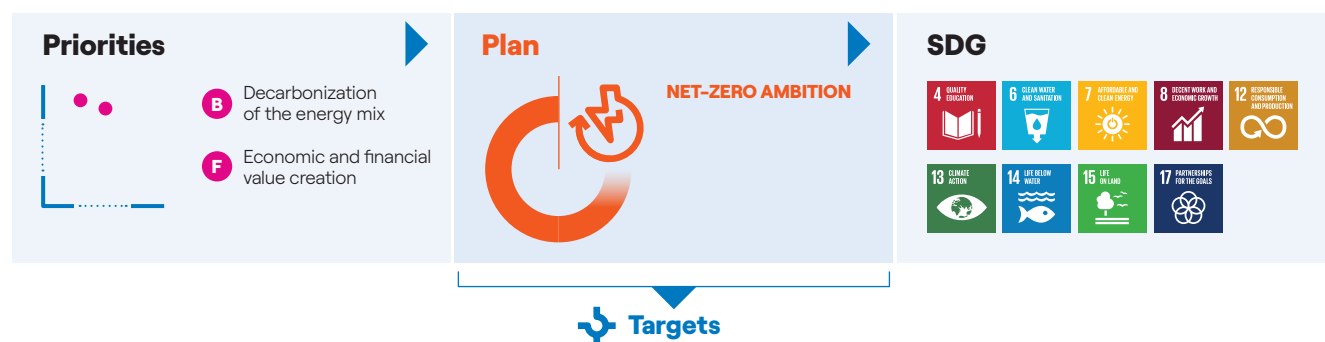 Priorities
B
Decarbonization
of the energy mix
F
Economic and financial
value creation
Plan
NET-ZERO AMBITION
SDG
4 QUALITY
EDUCATION
6 CLEAN WATER
AND SANITATION
7 AFFORDABLE AND
CLEAN ENERGY
8 DECENT WORK AND
ECONOMIC GROWTH
12 RESPONSIBLE
CONSUMPTION
AND PRODUCTION
13 CLIMATE
ACTION
14 LIFE BELOW
WATER
15 LIFE
ON LAND
17 PARTNERSHIPS
FOR THE GOALS
Targets